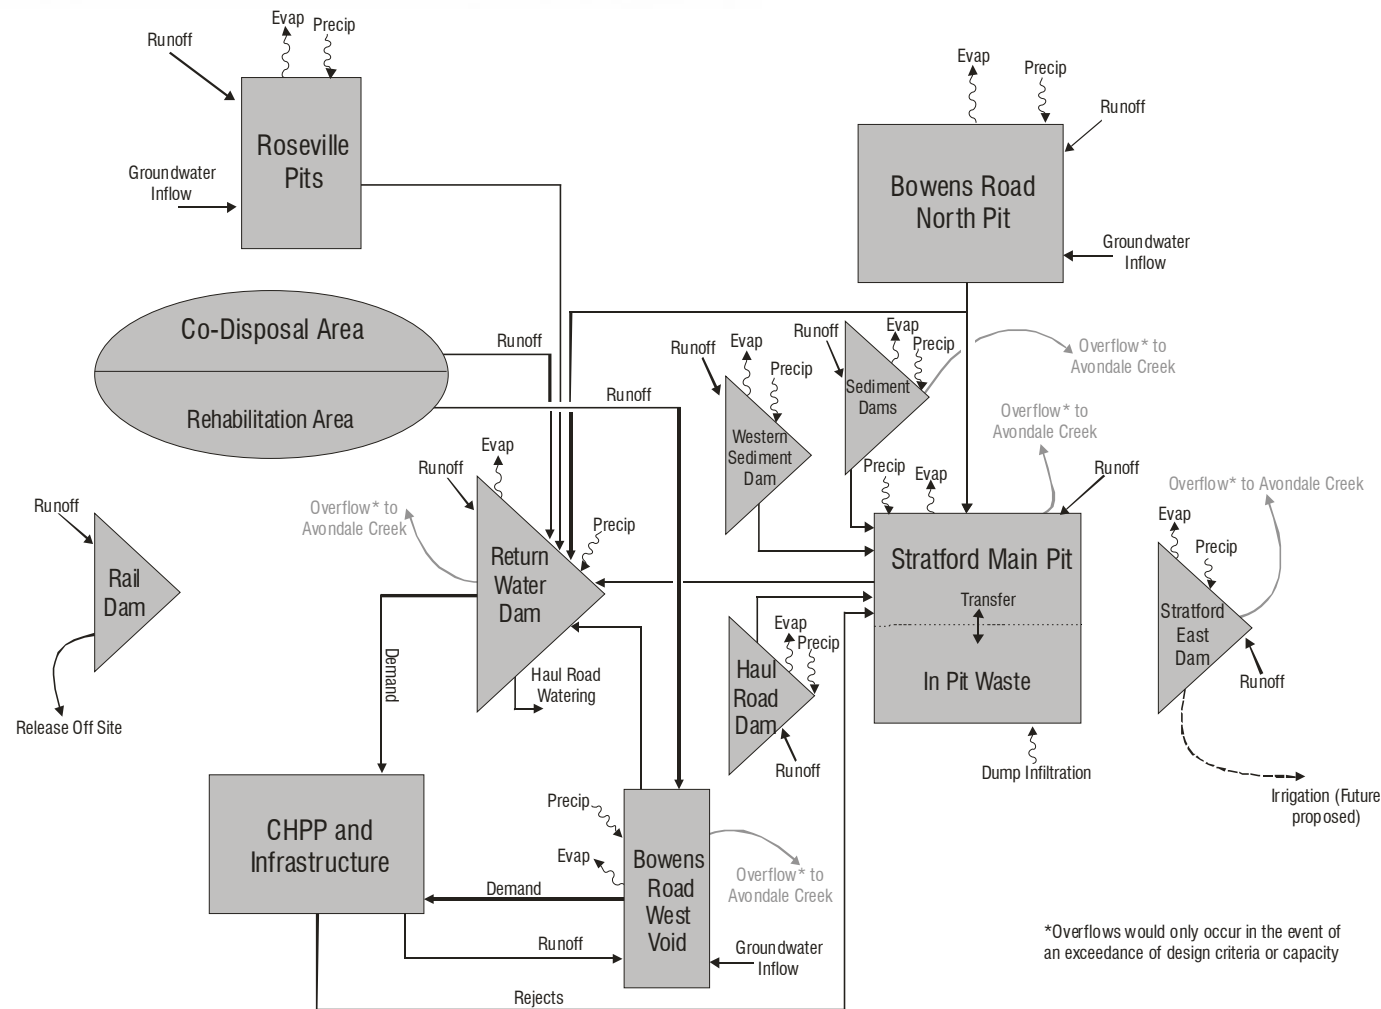 Evap
Precip
Runoff
Roseville
Pits
Groundwater
Inflow
Evap
Precip
Runoff
Bowens Road
North Pit
Groundwater
Inflow
Co-Disposal Area
Rehabilitation Area
Runoff
Runoff
Runoff
Evap
Precip
Western
Sediment
Dam
Runoff
Evap
Precip
Sediment
Dams
Overflow* to
Avondale Creek
Overflow* to
Avondale Creek
Precip
Evap
Runoff
Stratford Main Pit
Transfer
In Pit Waste
Dump Infiltration
Overflow* to Avondale Creek
Evap
Precip
Stratford
East
Dam
Runoff
Irrigation (Future
proposed)
Runoff
Rail
Dam
Release Off Site
Evap
Runoff
Overflow* to
Avondale Creek
Precip
Return
Water
Dam
Haul Road
Watering
Demand
Evap
Precip
Haul
Road
Dam
Runoff
CHPP and
Infrastructure
Precip
Evap
Demand
Runoff
Rejects
Bowens
Road
West
Void
Overflow* to
Avondale Creek
Groundwater
Inflow
*Overflows would only occur in the event of
an exceedance of design criteria or capacity